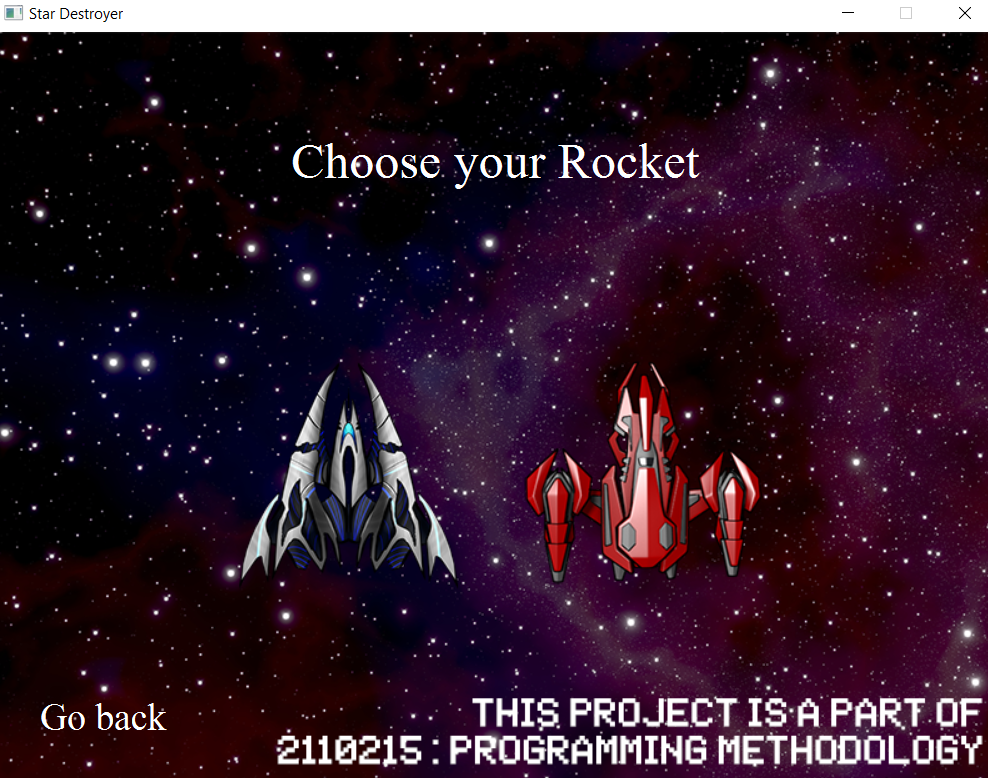 Star Destroyer
Choose your Rocket
Go back
THIS PROJECT IS A PART OF
2110215 : PROGRAMMING METHODOLOGY